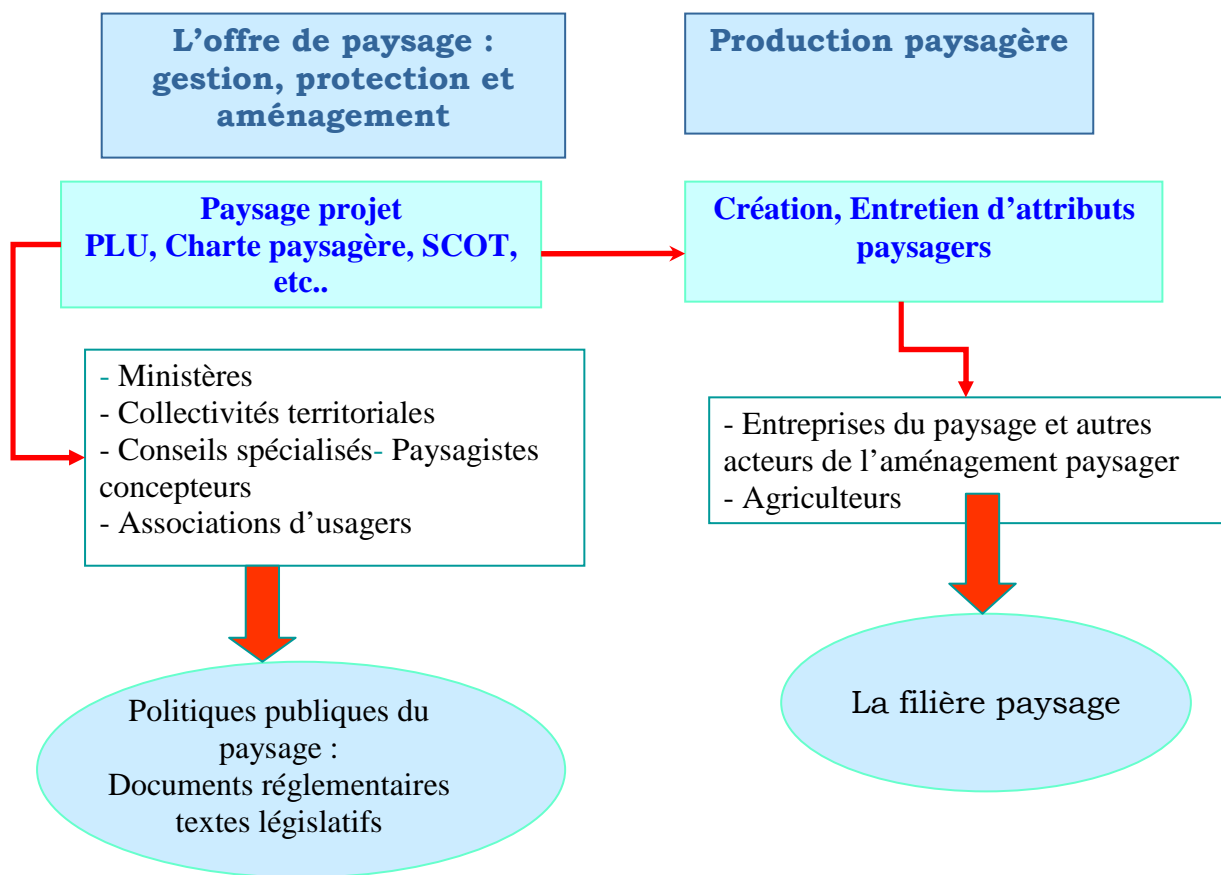 L’offre de paysage :
gestion, protection et
aménagement
Production paysagère
Paysage projet
PLU, Charte paysagère, SCOT,
etc..
Création, Entretien d’attributs
paysagers
- Ministères
- Collectivités territoriales
- Conseils spécialisés- Paysagistes
concepteurs
- Associations d’usagers
- Entreprises du paysage et autres
acteurs de l’aménagement paysager
- Agriculteurs
Politiques publiques du
paysage :
Documents réglementaires
textes législatifs
La filière paysage